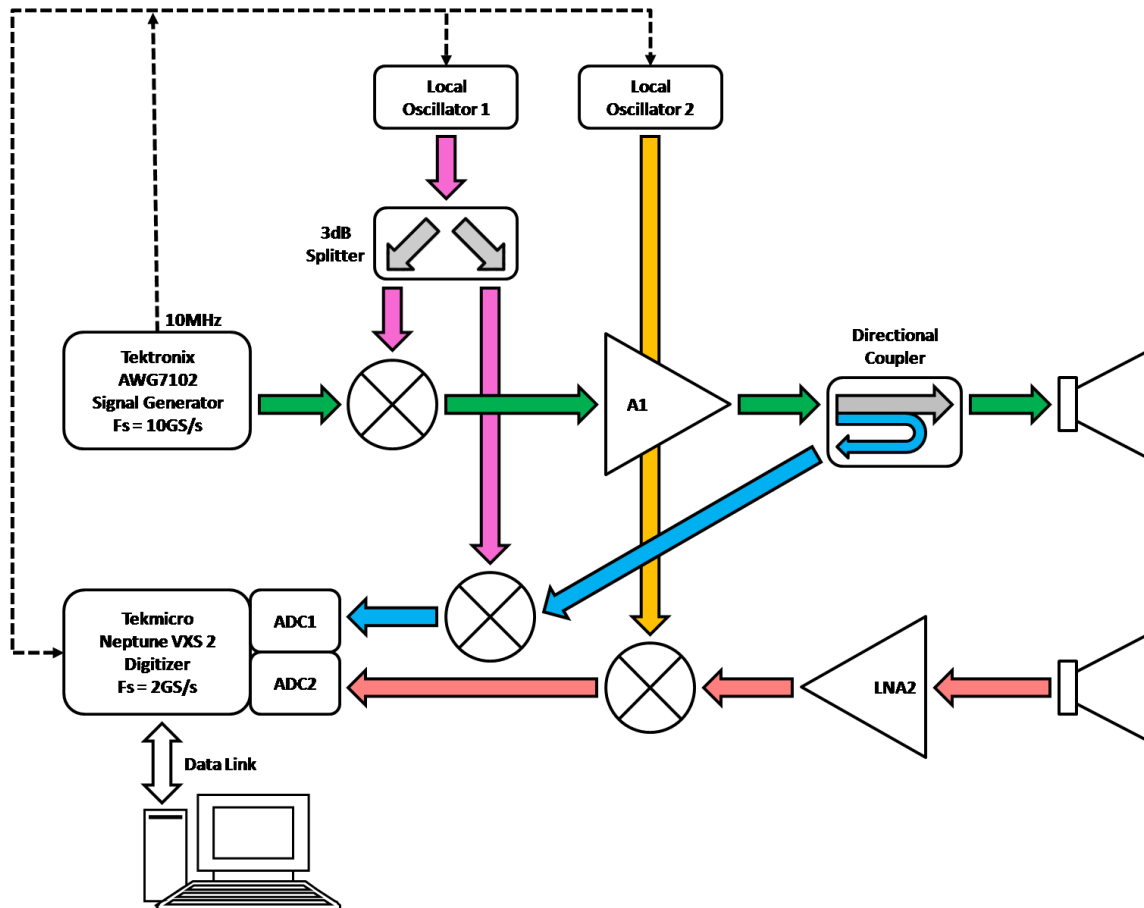 Local
Oscillator 1
Local
Oscillator 2
3dB
Splitter
10MHz
Tektronix
AWG7102
Signal Generator
Fs = 10GS/s
A1
Directional
Coupler
Tekmicro
Neptune VXS 2
Digitizer
Fs = 2GS/s
ADC1
ADC2
LNA2
Data Link